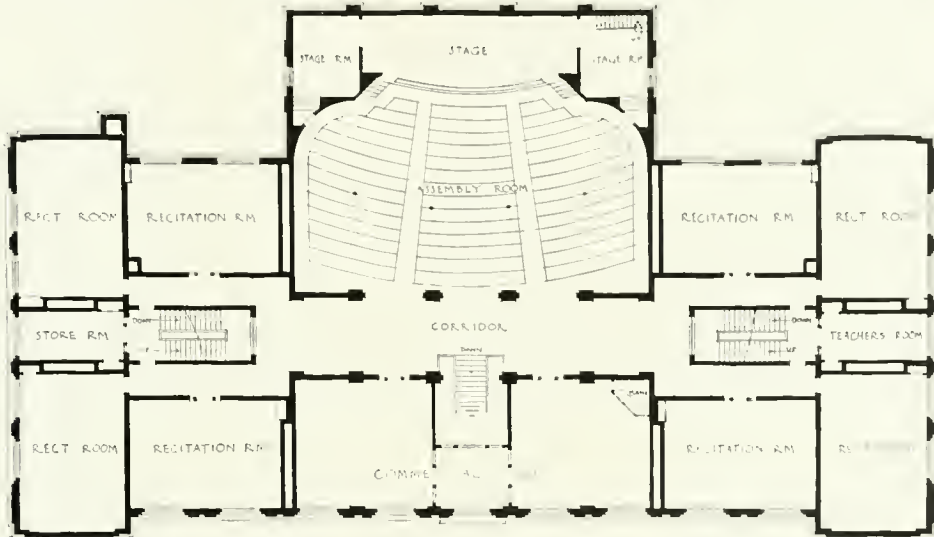 STAGE
STAGE RM
STAGE RM
ASSEMBLY ROOM
RECT ROOM
RECITATION RM
RECITATION RM
RECT ROOM
DOWN
DOWN
STORE RM
CORRIDOR
TEACHERS ROOM
UP
DOWN
UP
BANK
RECT ROOM
RECITATION RM
RECITATION RM